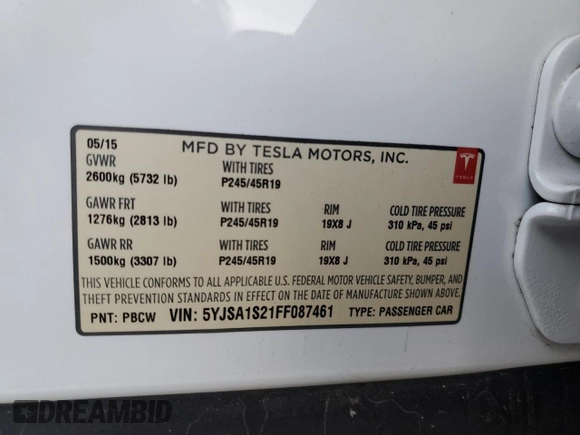 05/15 MFD BY TESLA MOTORS, INC.
GVWR WITH TIRES
2600kg (5732 lb) P245/45R19
TESLA
GAWR FRT WITH TIRES RIM COLD TIRE PRESSURE
1276kg (2813 lb) P245/45R19 19X8 J 310 kPa, 45 psi
GAWR RR WITH TIRES RIM COLD TIRE PRESSURE
1500kg (3307 lb) P245/45R19 19X8 J 310 kPa, 45 psi
THIS VEHICLE CONFORMS TO ALL APPLICABLE U.S. FEDERAL MOTOR VEHICLE SAFETY, BUMPER, AND
THEFT PREVENTION STANDARDS IN EFFECT ON THE DATE OF MANUFACTURE SHOWN ABOVE.
PNT: PBCW VIN: 5YJSA1S21FF087461 TYPE: PASSENGER CAR
DREAMBID